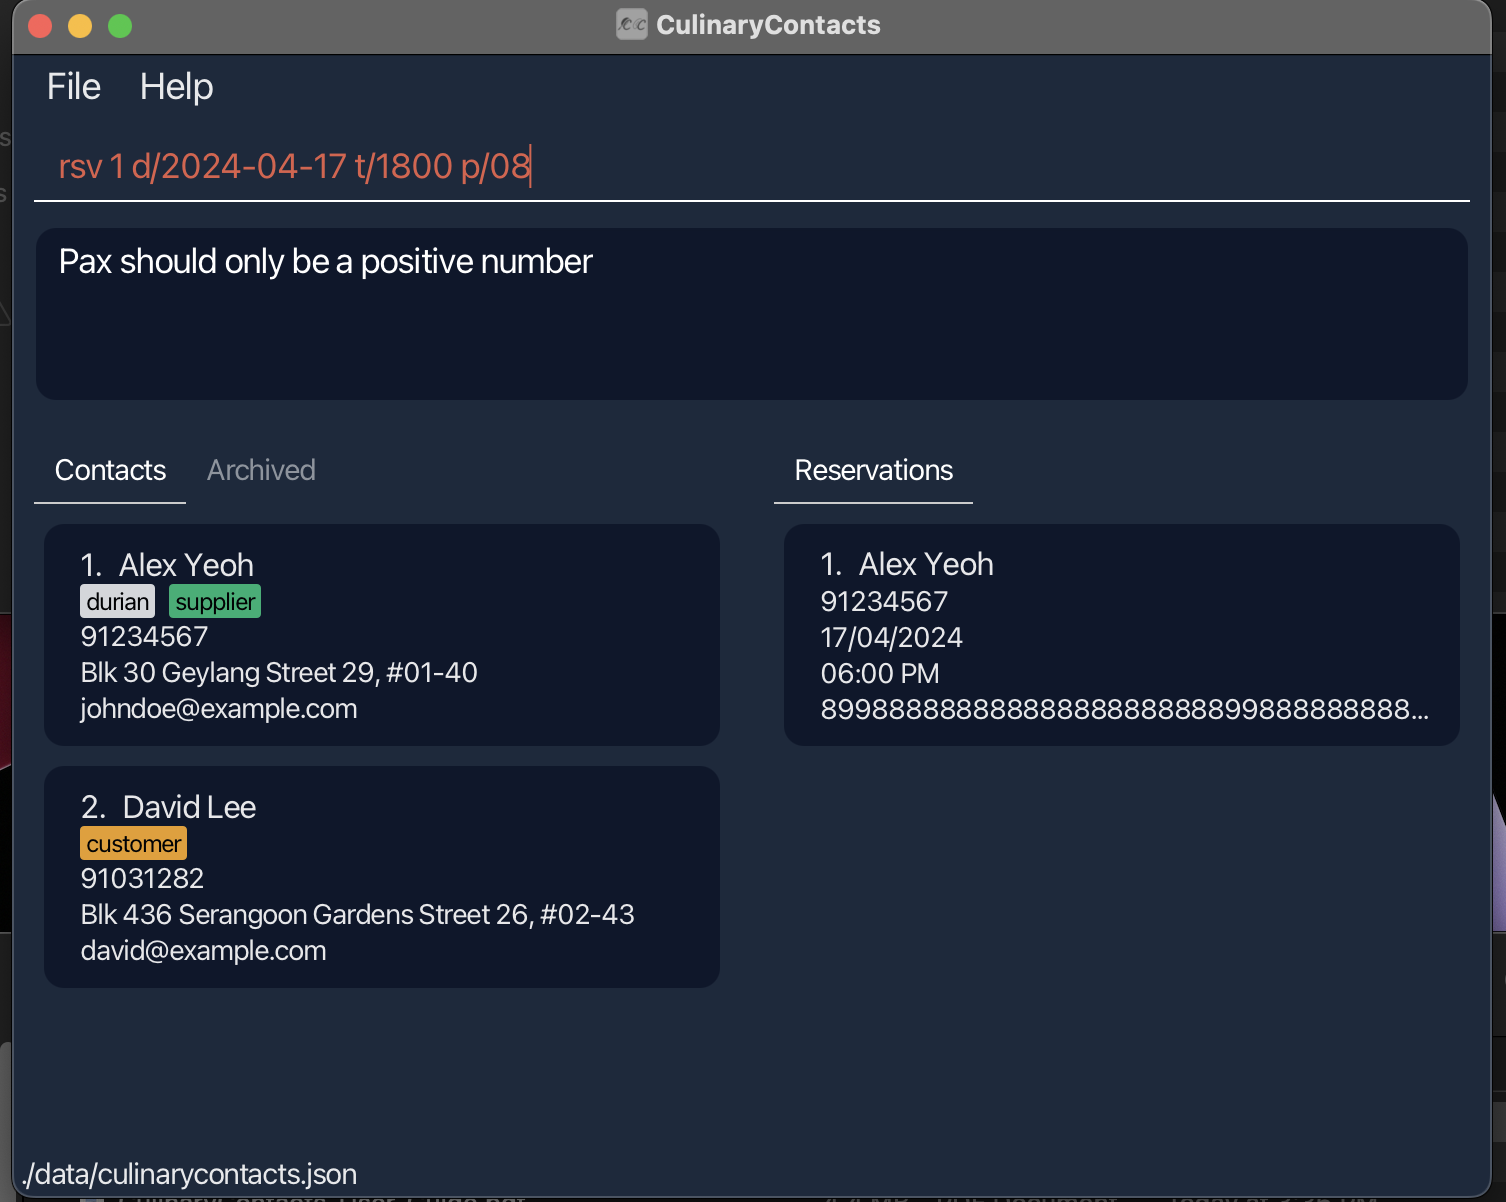 CulinaryContacts
File Help
rsv 1 d/2024-04-17 t/1800 p/08
Pax should only be a positive number
Contacts Archived
Reservations
1. Alex Yeoh
durian supplier
91234567
Blk 30 Geylang Street 29, #01-40
johndoe@example.com
2. David Lee
customer
91031282
Blk 436 Serangoon Gardens Street 26, #02-43
david@example.com
1. Alex Yeoh
91234567
17/04/2024
06:00 PM
./data/culinarycontacts.json